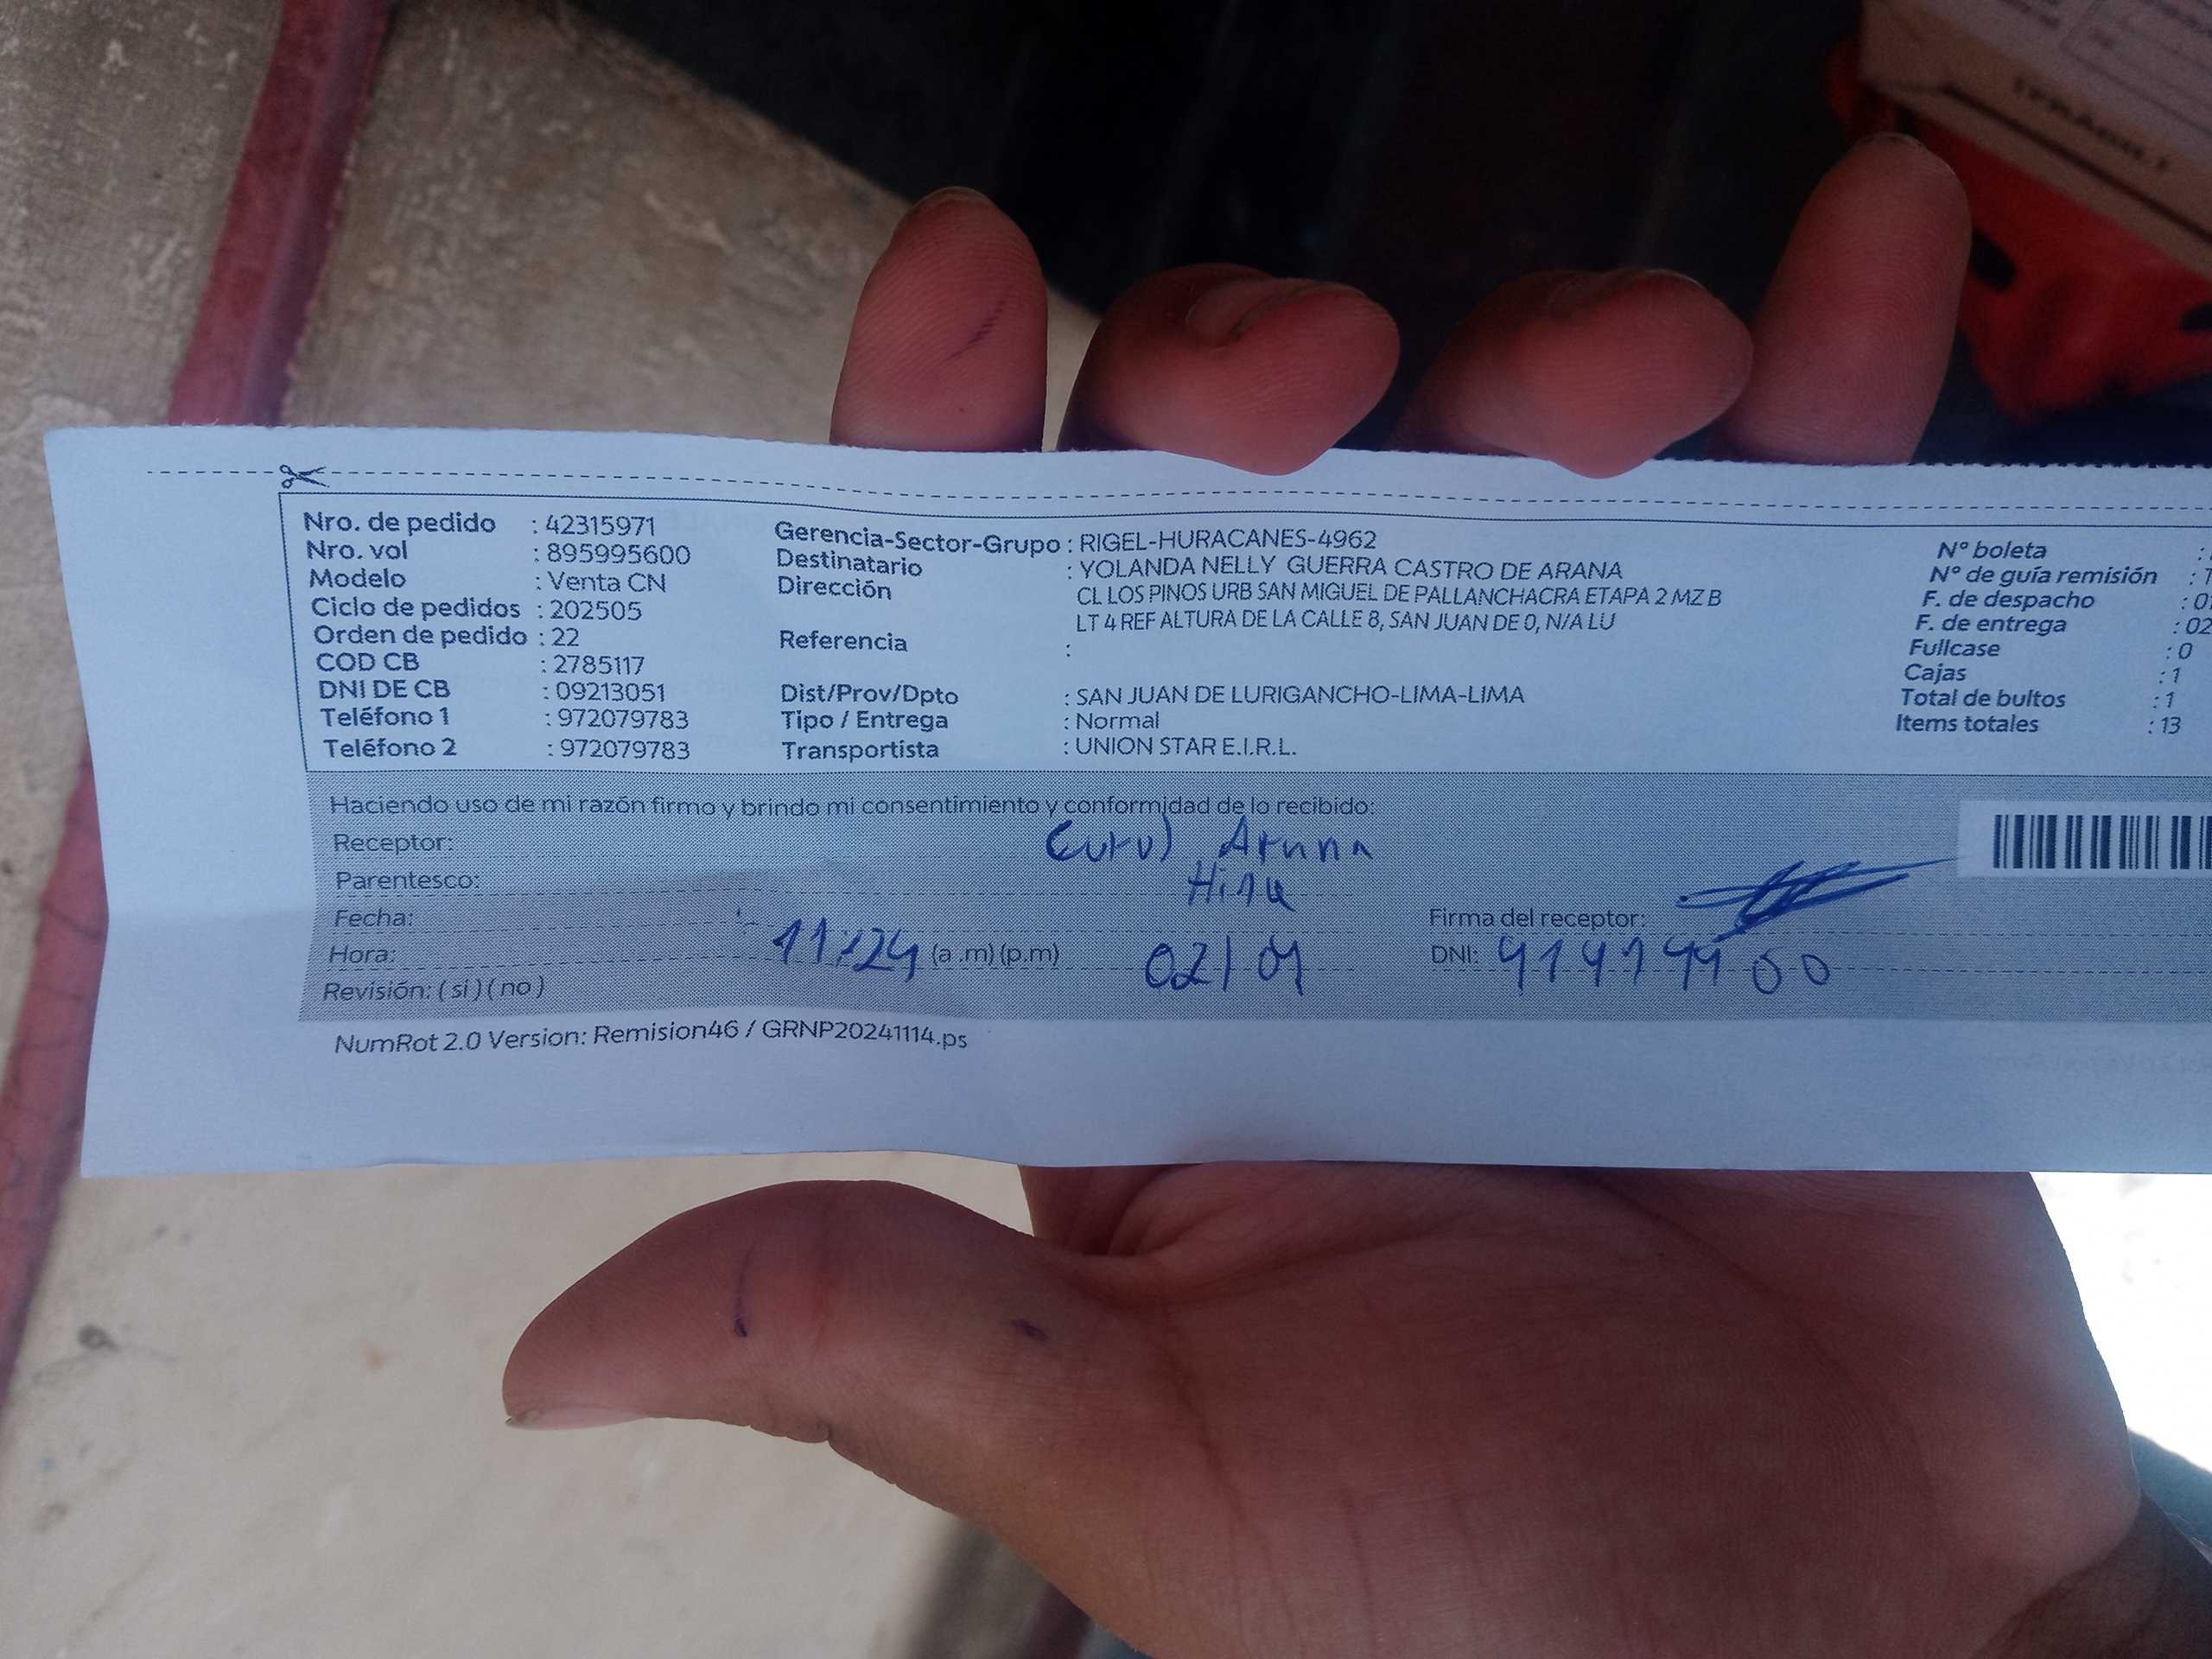 Nro. de pedido : 42315971
Nro. vol : 895995600
Modelo : Venta CN
Ciclo de pedidos : 202505
Orden de pedido : 22
COD CB : 2785117
DNI DE CB : 09213051
Teléfono 1 : 972079783
Teléfono 2 : 972079783
Gerencia-Sector-Grupo : RIGEL-HURACANES-4962
Destinatario : YOLANDA NELLY GUERRA CASTRO DE ARANA
Dirección CL LOS PINOS URB SAN MIGUEL DE PALLANCHACRA ETAPA 2 MZ B
LT 4 REF ALTURA DE LA CALLE 8, SAN JUAN DE 0, N/A LU
Referencia :
Dist/Prov/Dpto : SAN JUAN DE LURIGANCHO-LIMA-LIMA
Tipo / Entrega : Normal
Transportista : UNION STAR E.I.R.L.
N° boleta :
N° de guía remisión :
F. de despacho :
F. de entrega : 02
Fullcase : 0
Cajas : 1
Total de bultos : 1
Items totales : 13
Haciendo uso de mi razón firmo y brindo mi consentimiento y conformidad de lo recibido:
Receptor: Arana
Parentesco:
Fecha:
Firma del receptor:
Hora: 11:24 (a .m) (p.m) 02/04
DNI:
Revisión: ( si ) ( no )
NumRot 2.0 Version: Remision46 / GRNP20241114.ps